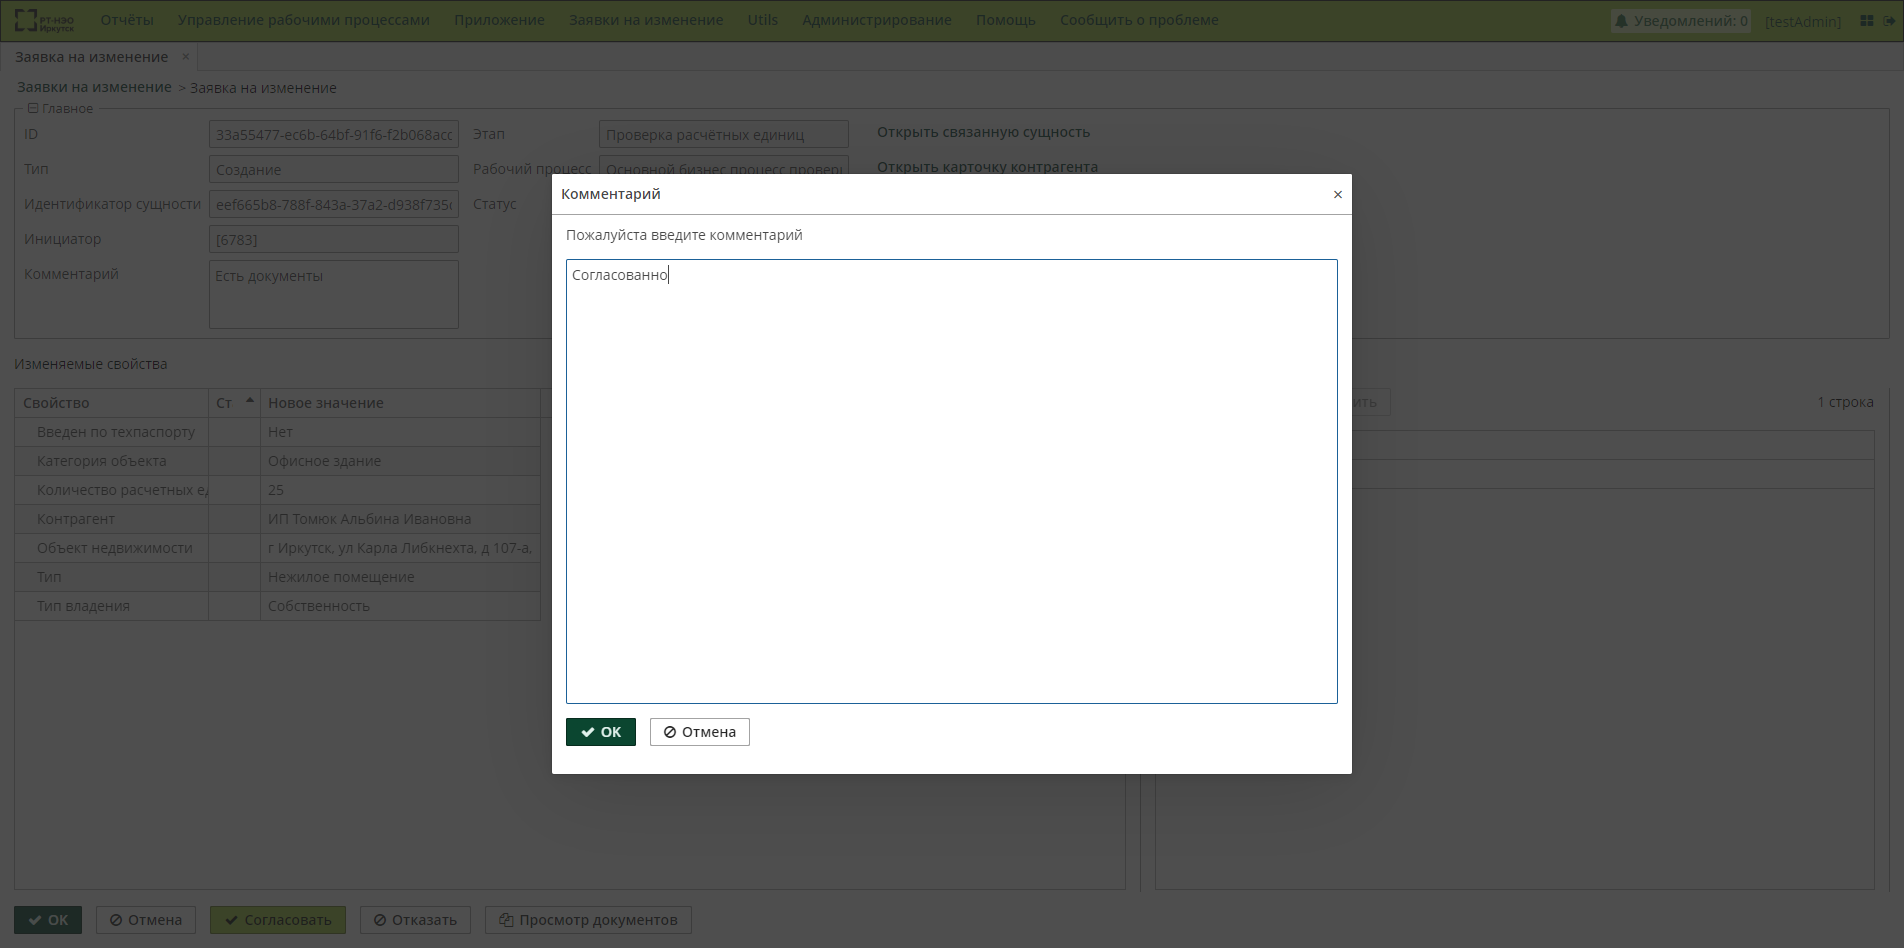 РТ-НЭО
Иркутск
Отчёты Управление рабочими процессами Приложение Заявки на изменение Utils Администрирование Помощь Сообщить о проблеме Уведомлений: 0 [testAdmin]
Заявка на изменение ×
Заявки на изменение > Заявка на изменение
Главное
ID 33a55477-ec6b-64bf-91f6-f2b068acc Этап Проверка расчётных единиц Открыть связанную сущность
Тип Создание Рабочий процесс Основной бизнес процесс провер Открыть карточку контрагента
Идентификатор сущности eef665b8-788f-843a-37a2-d938f735 Статус
Инициатор [6783]
Комментарий Есть документы
Комментарий ×
Пожалуйста введите комментарий
Согласованно
ОК Отмена
Изменяемые свойства
ить 1 строка
Свойство Ст Новое значение
Введен по техпаспорту Нет
Категория объекта Офисное здание
Количество расчетных ед 25
Контрагент ИП Томюк Альбина Ивановна
Объект недвижимости г Иркутск, ул Карла Либкнехта, д 107-а,
Тип Нежилое помещение
Тип владения Собственность
ОК Отмена Согласовать Отказать Просмотр документов